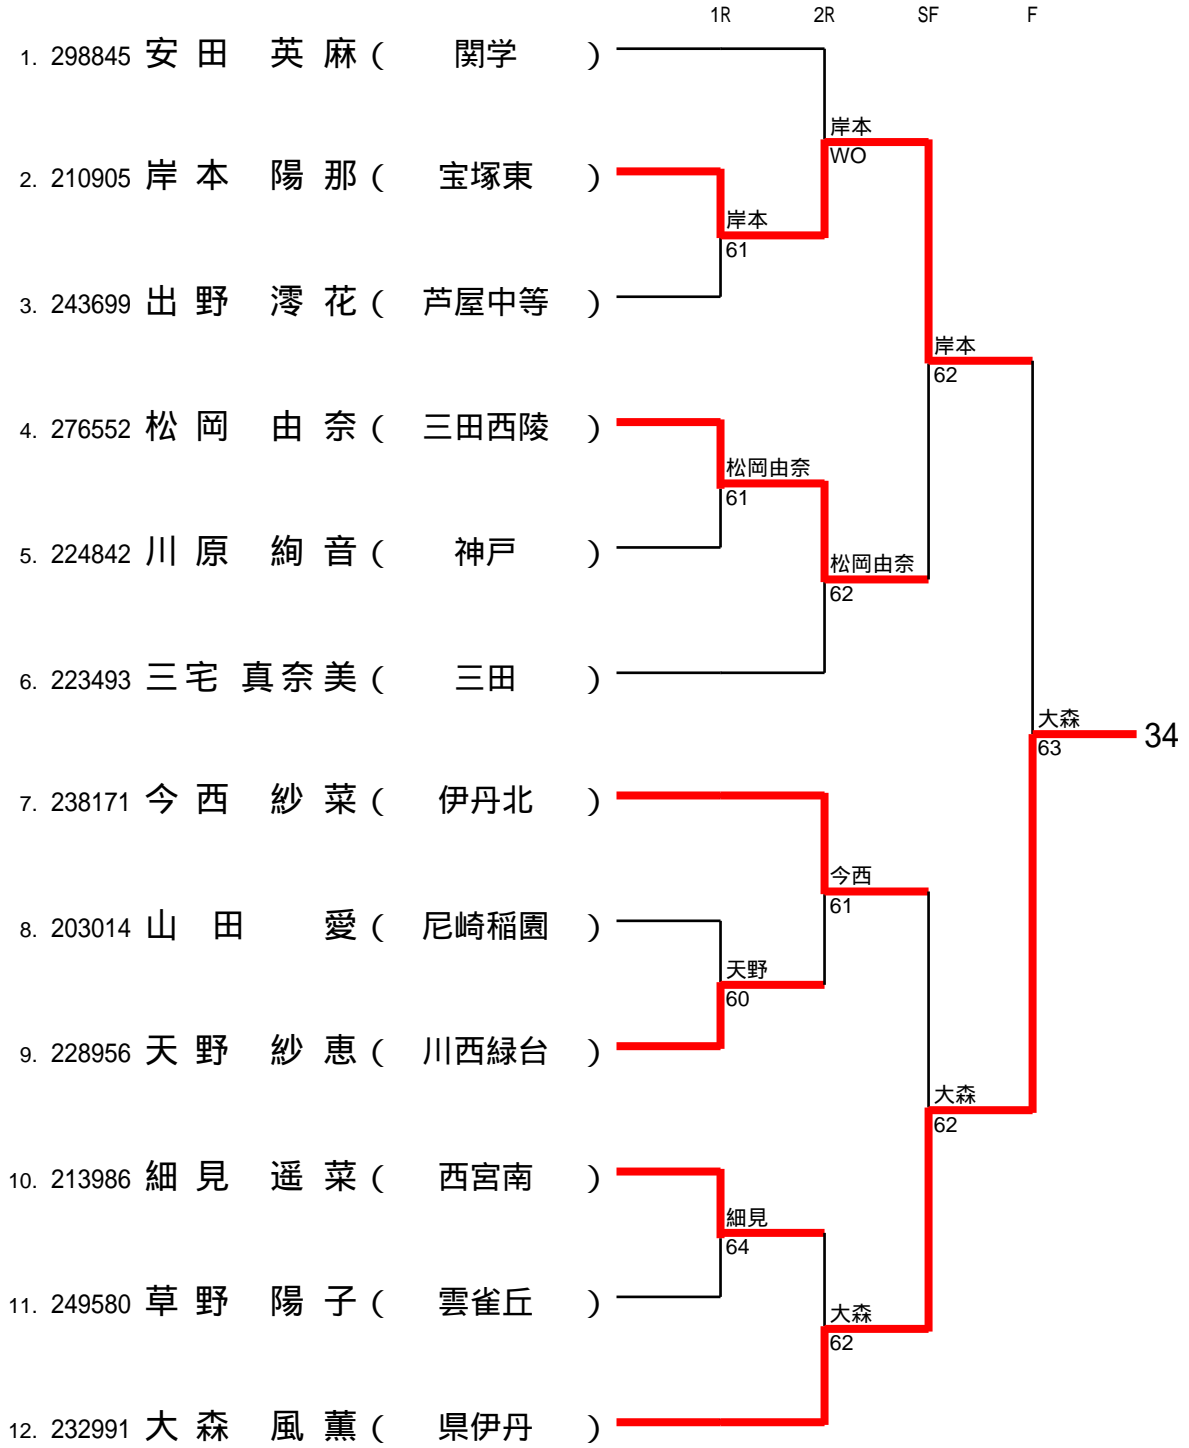 1R 2R SF F
1. 298845 安田 英麻 ( 関学 )
岸本
WO
2. 210905 岸本 陽那 ( 宝塚東 )
岸本
61
3. 243699 出野 澪花 ( 芦屋中等 )
岸本
62
4. 276552 松岡 由奈 ( 三田西陵 )
松岡由奈
61
5. 224842 川原 絢音 ( 神戸 )
松岡由奈
62
6. 223493 三宅 真奈美 ( 三田 )
大森
63
34
7. 238171 今西 紗菜 ( 伊丹北 )
今西
61
8. 203014 山田 愛 ( 尼崎稲園 )
天野
60
9. 228956 天野 紗恵 ( 川西緑台 )
大森
62
10. 213986 細見 遥菜 ( 西宮南 )
細見
64
11. 249580 草野 陽子 ( 雲雀丘 )
大森
62
12. 232991 大森 風薫 ( 県伊丹 )